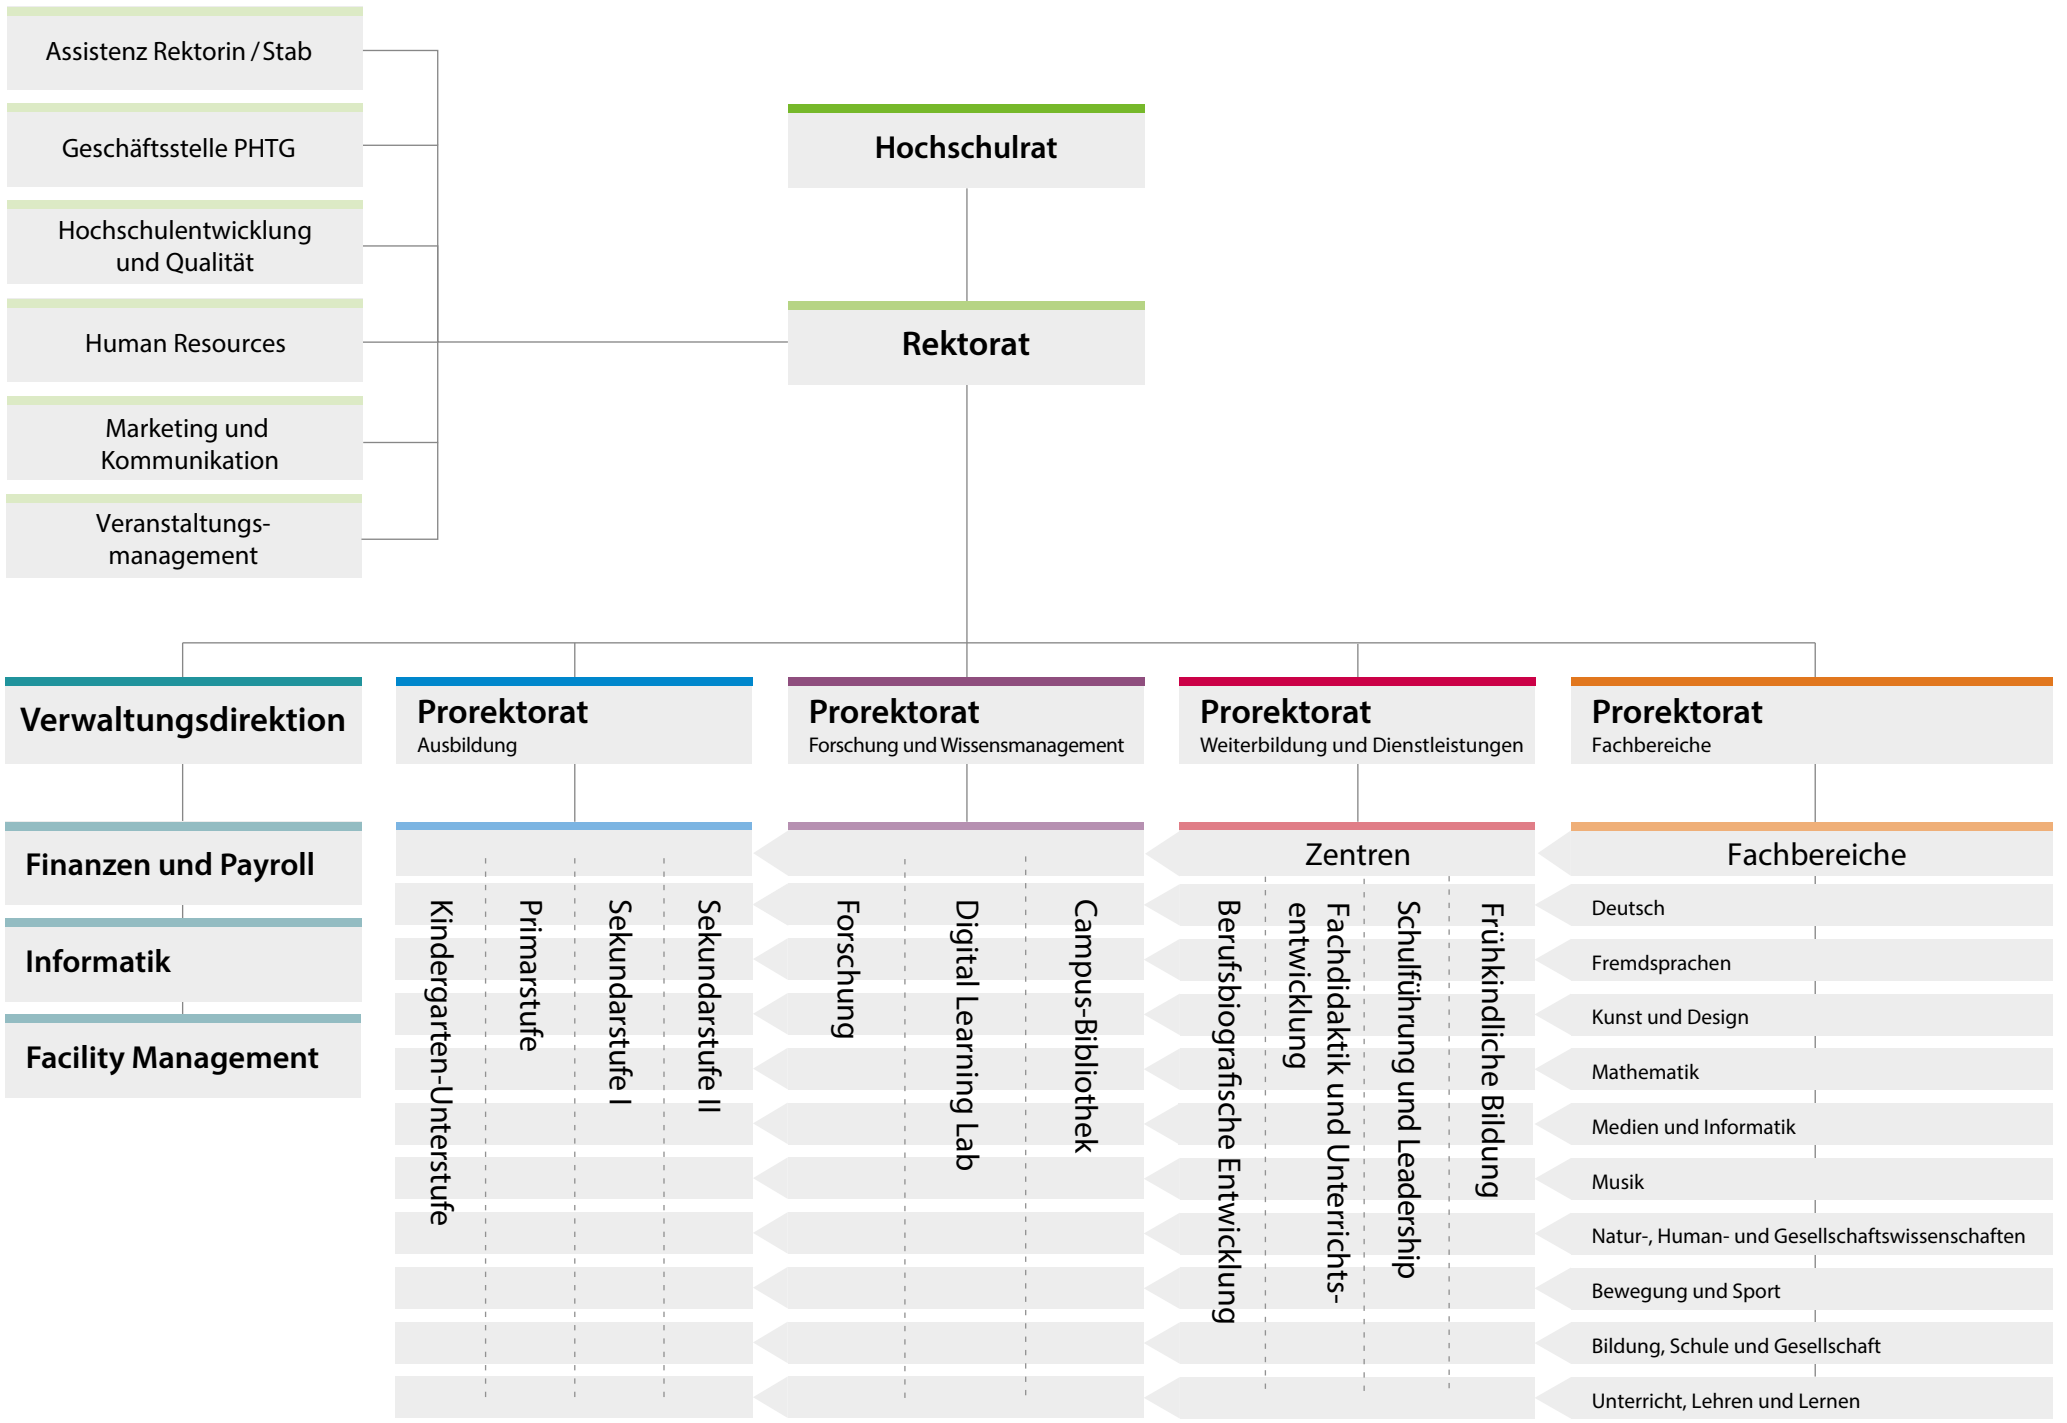 Assistenz Rektorin / Stab
Geschäftsstelle PHTG
Hochschulentwicklung
und Qualität
Human Resources
Marketing und
Kommunikation
Veranstaltungs-
management
Hochschulrat
Rektorat
Verwaltungsdirektion
Finanzen und Payroll
Informatik
Facility Management
Prorektorat
Ausbildung
Kindergarten-Unterstufe
Primarstufe
Sekundarstufe I
Sekundarstufe II
Prorektorat
Forschung und Wissensmanagement
Forschung
Digital Learning Lab
Campus-Bibliothek
Prorektorat
Weiterbildung und Dienstleistungen
Zentren
Berufsbiografische Entwicklung
Fachdidaktik und Unterrichts-
entwicklung
Schulführung und Leadership
Frühkindliche Bildung
Prorektorat
Fachbereiche
Fachbereiche
Deutsch
Fremdsprachen
Kunst und Design
Mathematik
Medien und Informatik
Musik
Natur-, Human- und Gesellschaftswissenschaften
Bewegung und Sport
Bildung, Schule und Gesellschaft
Unterricht, Lehren und Lernen